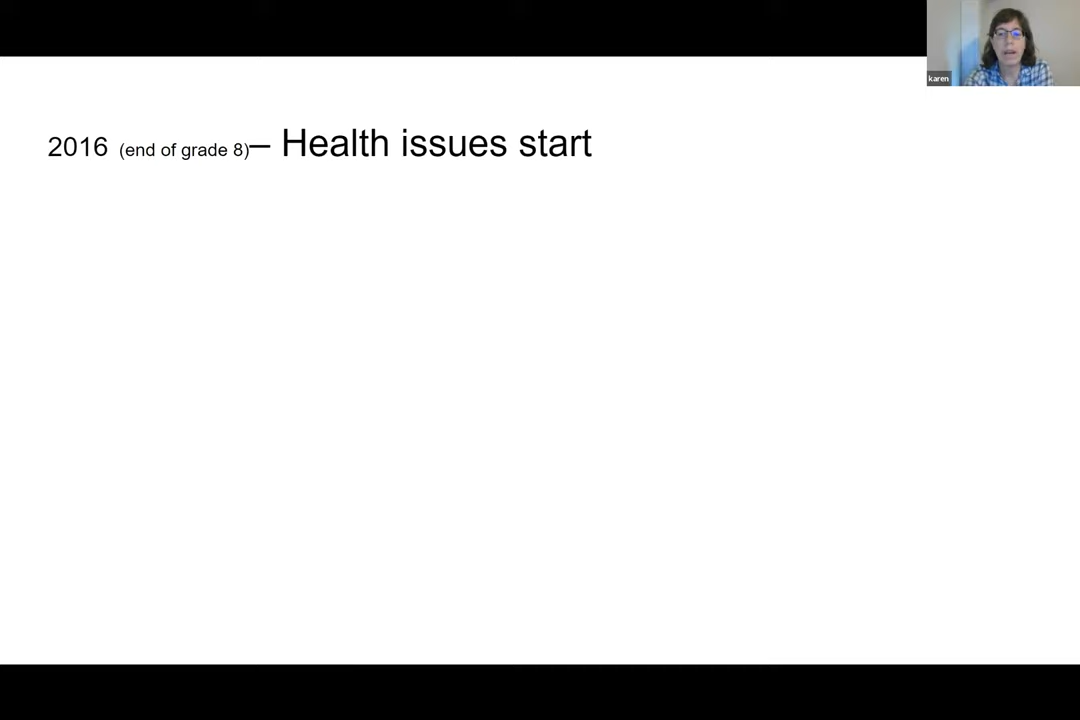 karen
2016 (end of grade 8)– Health issues start